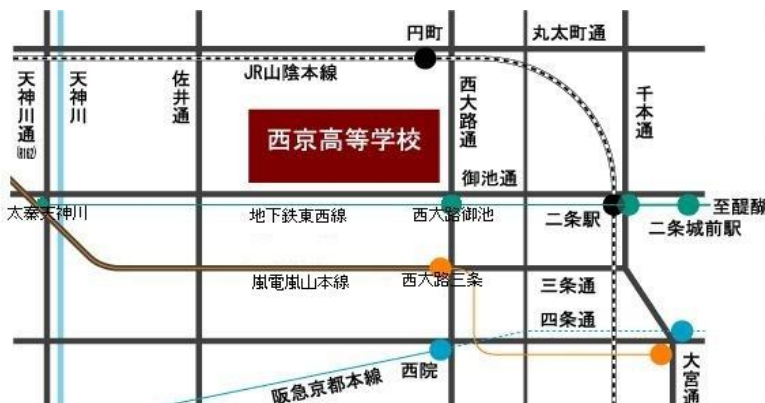 円町
丸太町通
JR山陰本線
天神川通
(R162)
天神川
佐井通
西大路通
千本通
西京高等学校
御池通
太秦天神川
地下鉄東西線
西大路御池
二条駅
至醍醐
二条城前駅
嵐電嵐山本線
西大路三条
三条通
四条通
阪急京都本線
西院
大宮通